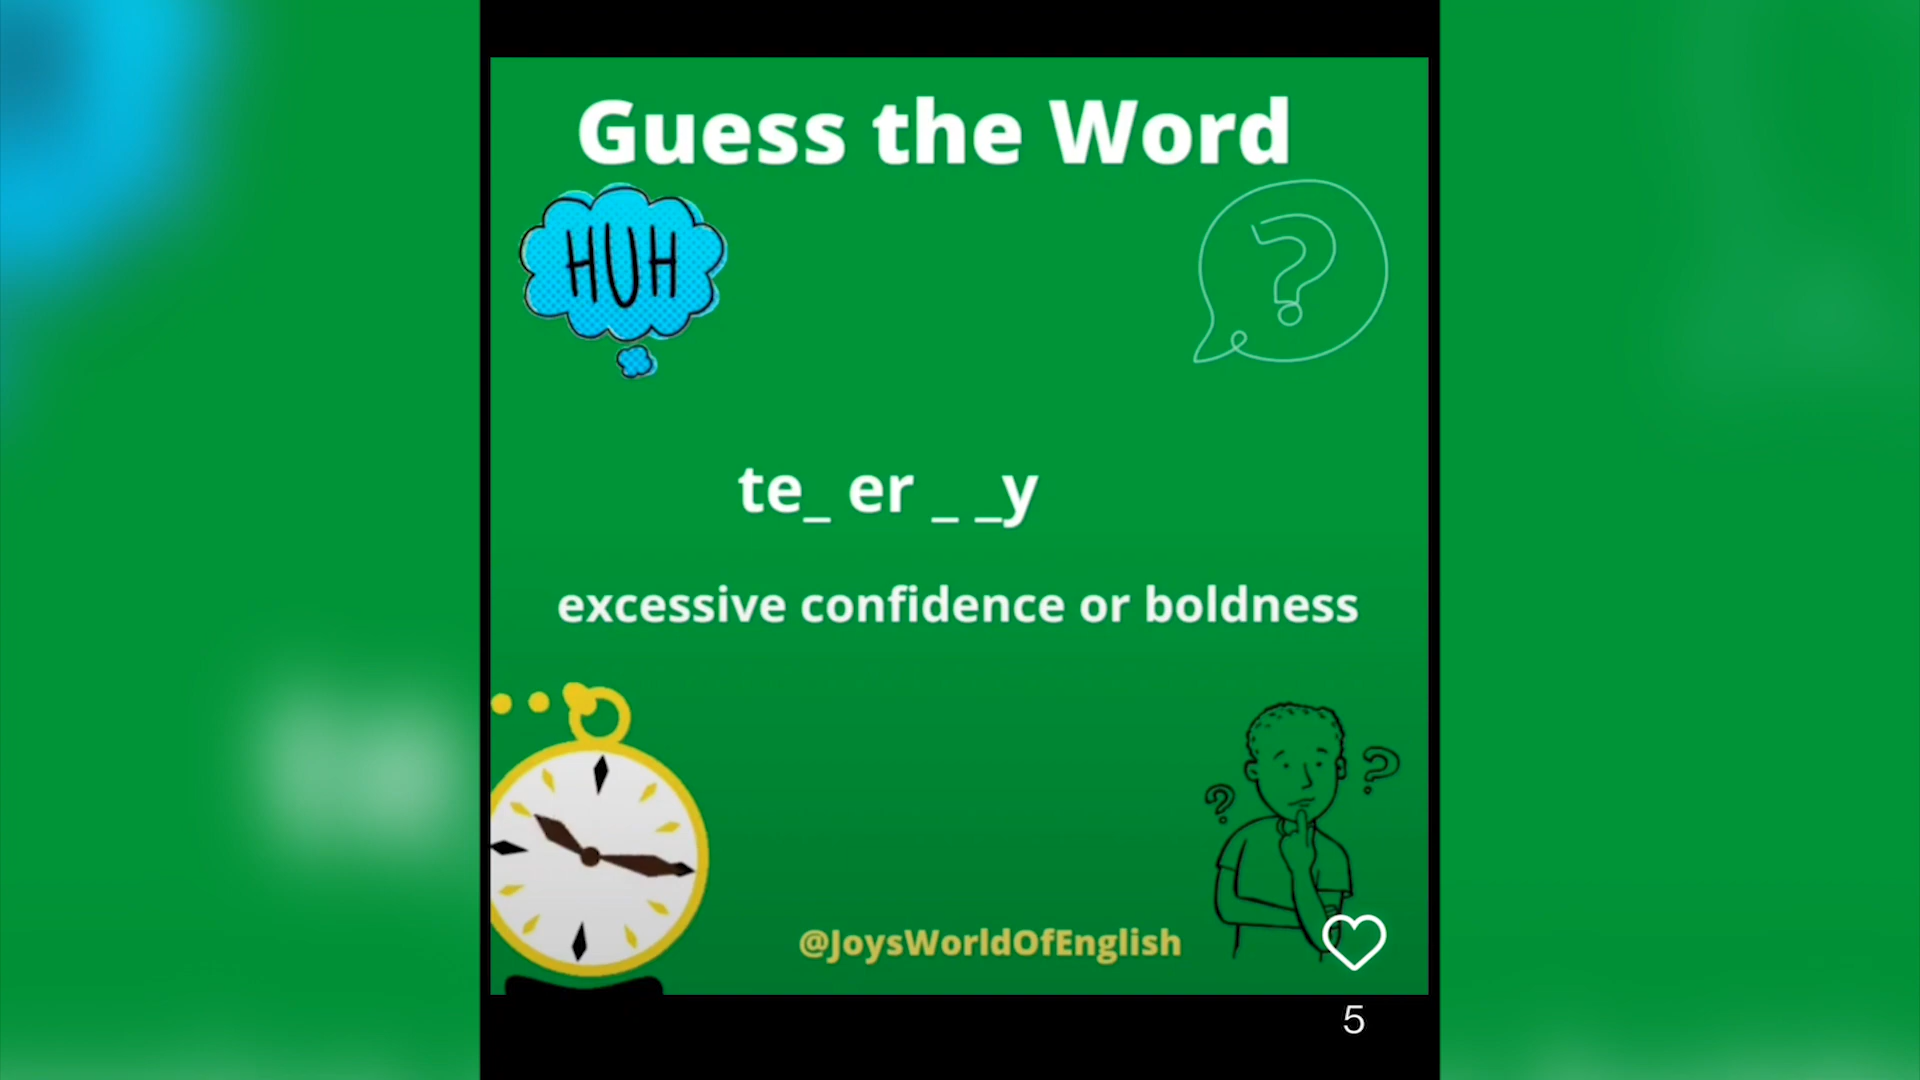 Guess the Word
HUH
?
te_ er _ _y
excessive confidence or boldness
? ?
@JoysWorldOfEnglish
5